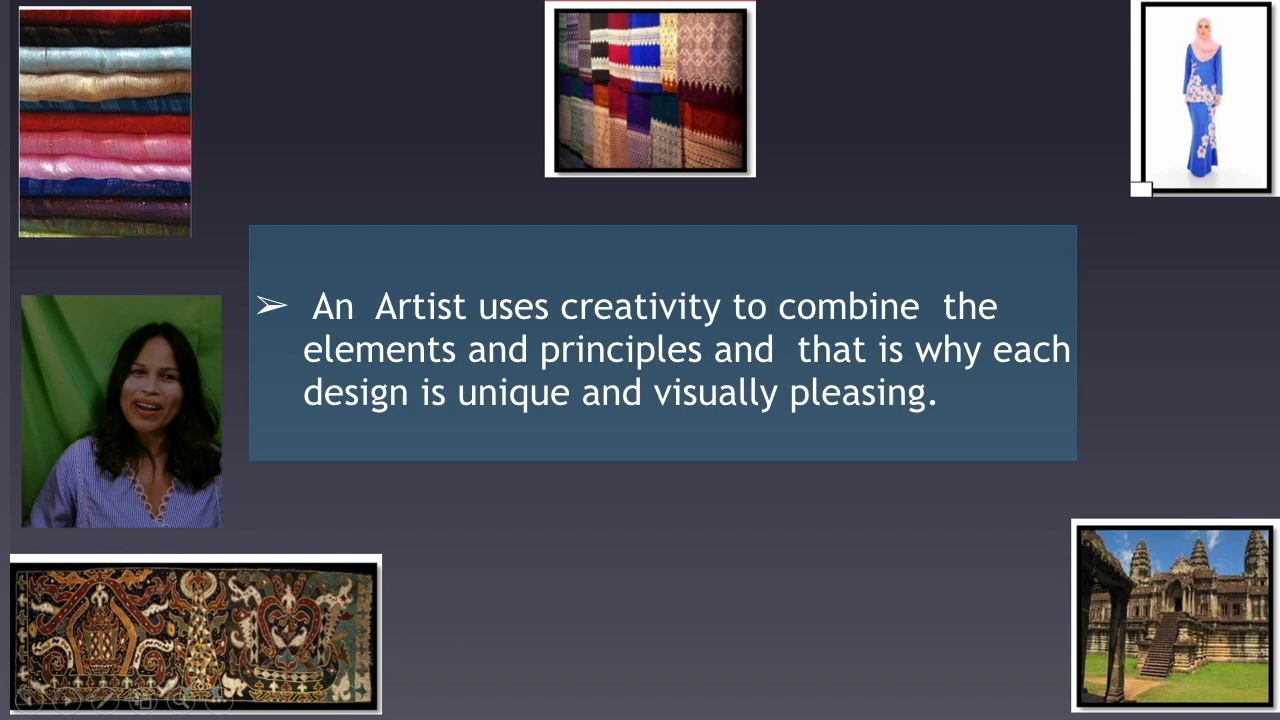 ➢ An Artist uses creativity to combine the
elements and principles and that is why each
design is unique and visually pleasing.